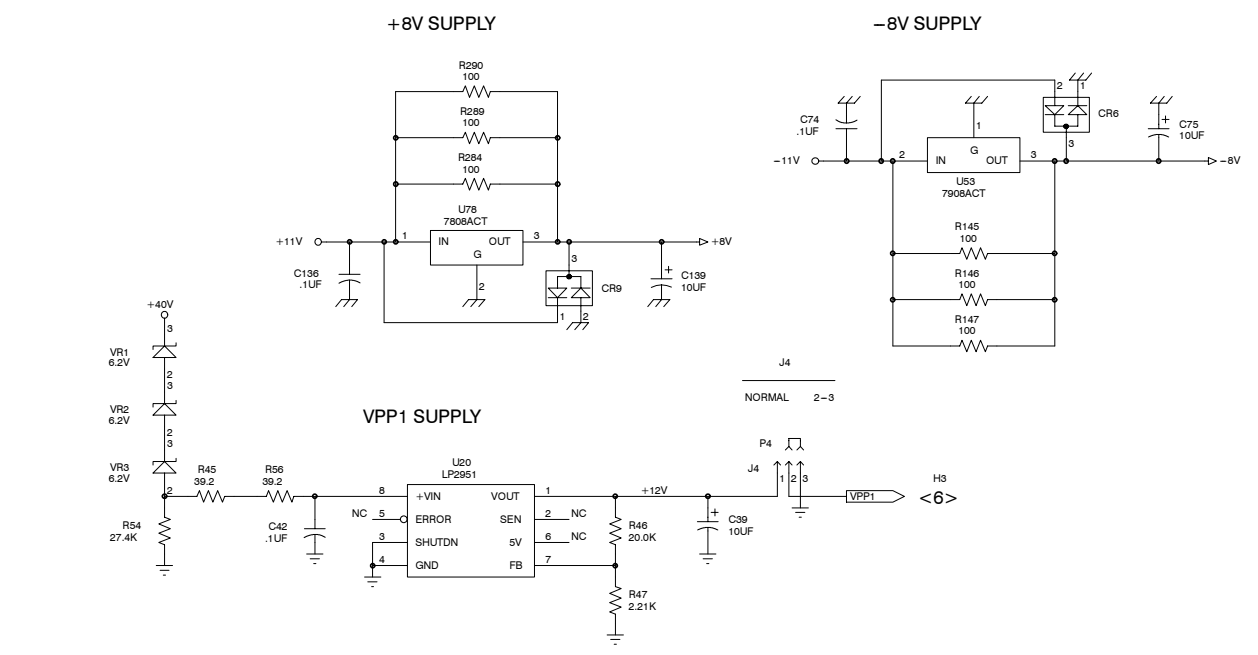 +8V SUPPLY
R290
100
R289
100
R284
100
U78
7808ACT
+11V
1
IN
OUT
G
3
2
+8V
C136
.1UF
3
CR9
1
2
+
C139
10UF
-8V SUPPLY
C74
.1UF
2
1
CR6
3
+
C75
10UF
1
G
-11V
2
IN
OUT
3
-8V
U53
7908ACT
R145
100
R146
100
R147
100
+40V
3
VR1
6.2V
2
3
VR2
6.2V
2
3
VR3
6.2V
2
R45
39.2
R56
39.2
R54
27.4K
C42
.1UF
VPP1 SUPPLY
U20
LP2951
8
+VIN
VOUT
1
NC
5
ERROR
SEN
2
NC
3
SHUTDN
5V
6
NC
4
GND
FB
7
+12V
R46
20.0K
R47
2.21K
+
C39
10UF
J4
NORMAL 2-3
P4
J4
1
2
3
VPP1
H3
<6>